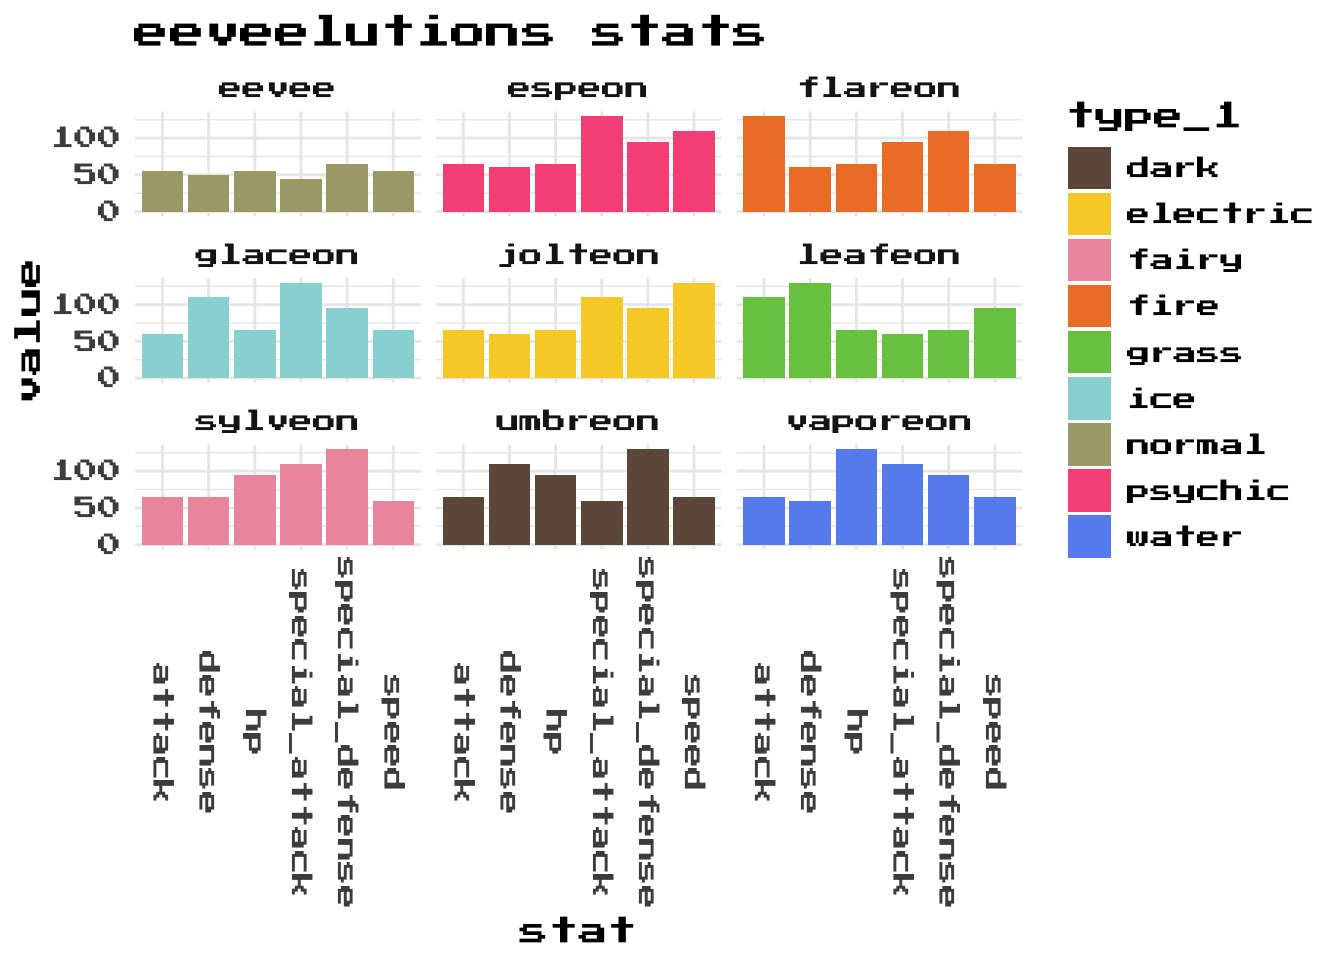 eeveelutions stats
eevee
espeon
flareon
100
50
0
glaceon
jolteon
leafeon
100
50
0
sylveon
umbreon
vaporeon
100
50
0
value
attack
defense
hp
special_attack
special_defense
speed
attack
defense
hp
special_attack
special_defense
speed
attack
defense
hp
special_attack
special_defense
speed
stat
type_1
dark
electric
fairy
fire
grass
ice
normal
psychic
water